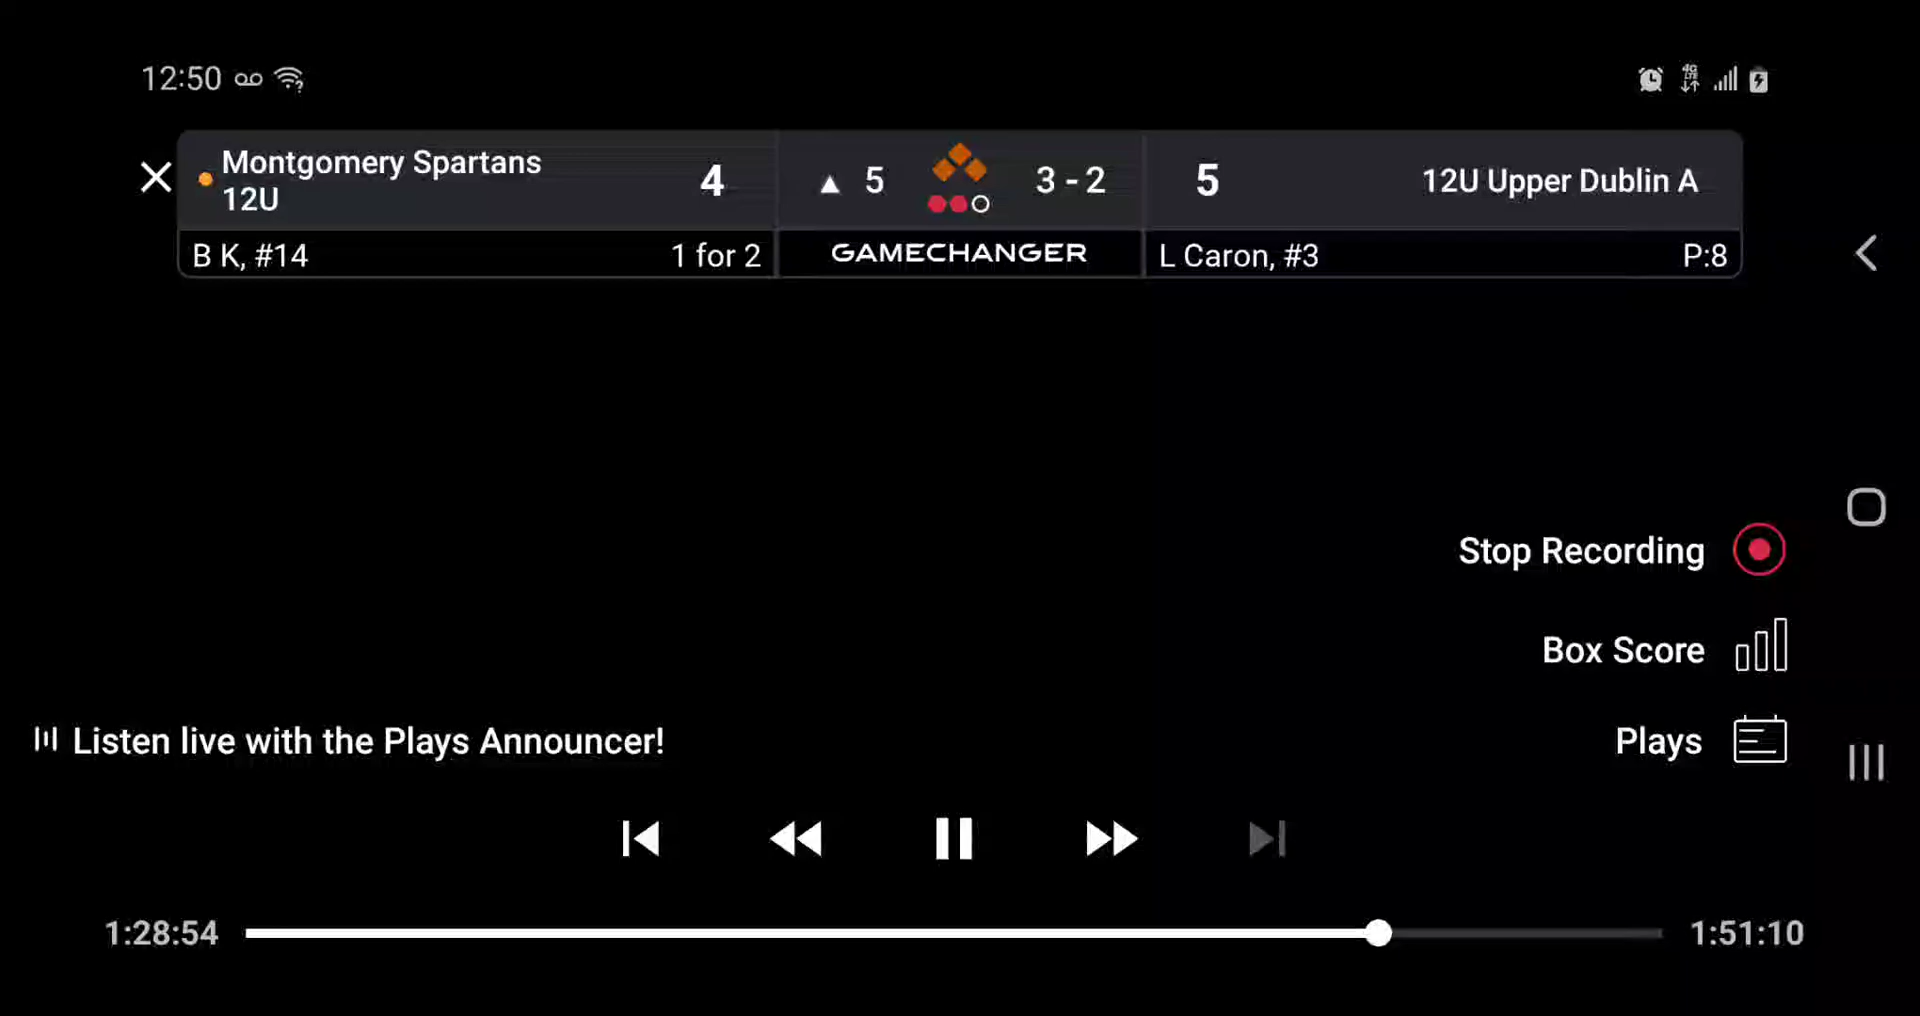 12:50
4G LTE
Montgomery Spartans
12U
4
▲ 5
3 - 2
5
12U Upper Dublin A
B K, #14
1 for 2
GAMECHANGER
L Caron, #3
P:8
Stop Recording
Box Score
Listen live with the Plays Announcer!
Plays
1:28:54
1:51:10